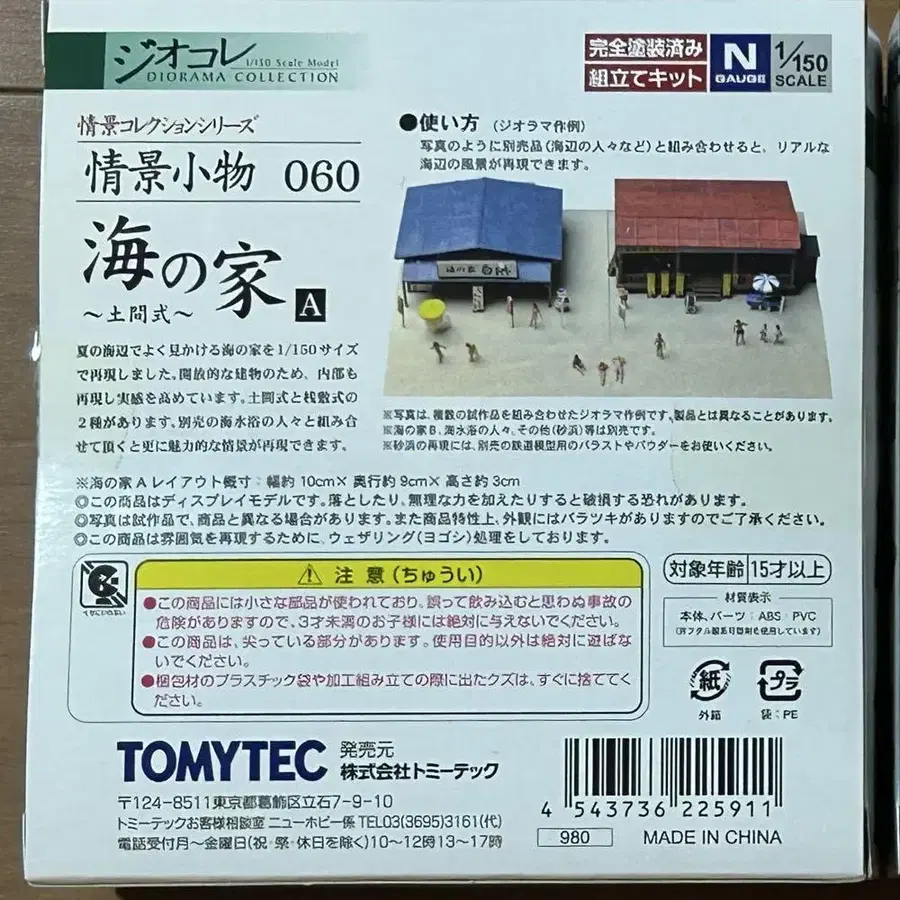 ジオコレ 1/150 Scale Model
DIORAMA COLLECTION
完全塗装済み
組立てキット
N
GAUGE
1/150
SCALE
情景コレクションシリーズ
情景小物 060
海の家 A
～土間式～
夏の海辺でよく見かける海の家を1/150サイズ
で再現しました。開放的な建物のため、内部も
再現し実感を高めています。土間式と桟敷式の
2種があります。別売の海水浴の人々と組み合
せて頂くと更に魅力的な情景が再現できます。
●使い方 （ジオラマ作例）
写真のように別売品（海辺の人々など）と組み合わせると、リアルな
海辺の風景が再現できます。
海の家
※写真は、複数の試作品を組み合わせたジオラマ作例です。製品とは異なることがあります。
※海の家B、海水浴の人々、その他（砂浜）等は別売です。
※砂浜の再現には、別売の鉄道模型用のバラストやパウダーをお使いください。
※海の家Aレイアウト概寸：幅約10cm×奥行約9cm×高さ約3cm
◎この商品はディスプレイモデルです。落としたり、無理な力を加えたりすると破損する恐れがあります。
◎写真は試作品で、商品と異なる場合があります。また商品特性上、外観にはバラツキがありますのでご了承ください。
◎この商品は雰囲気を再現するために、ウェザリング（ヨゴシ）処理をしております。
⚠ 注意（ちゅうい）
●この商品には小さな部品が使われており、誤って飲み込むと思わぬ事故の
危険がありますので、3才未満のお子様には絶対に与えないでください。
●この商品は、尖っている部分があります。使用目的以外は絶対に遊ばな
いでください。
●梱包材のプラスチック袋や加工組み立ての際に出たクズは、すぐに捨ててく
ださい。
対象年齢 15才以上
材質表示
本体、パーツ：ABS PVC
紙
外箱
プラ
袋：PE
TOMYTEC
発売元
株式会社トミーテック
〒124-8511東京都葛飾区立石7-9-10
トミーテックお客様相談室 ニューホビー係 TEL03(3695)3161(代)
電話受付月～金曜日(祝・祭・休日を除く)10～12時13～17時
4 543736 225911
980
MADE IN CHINA